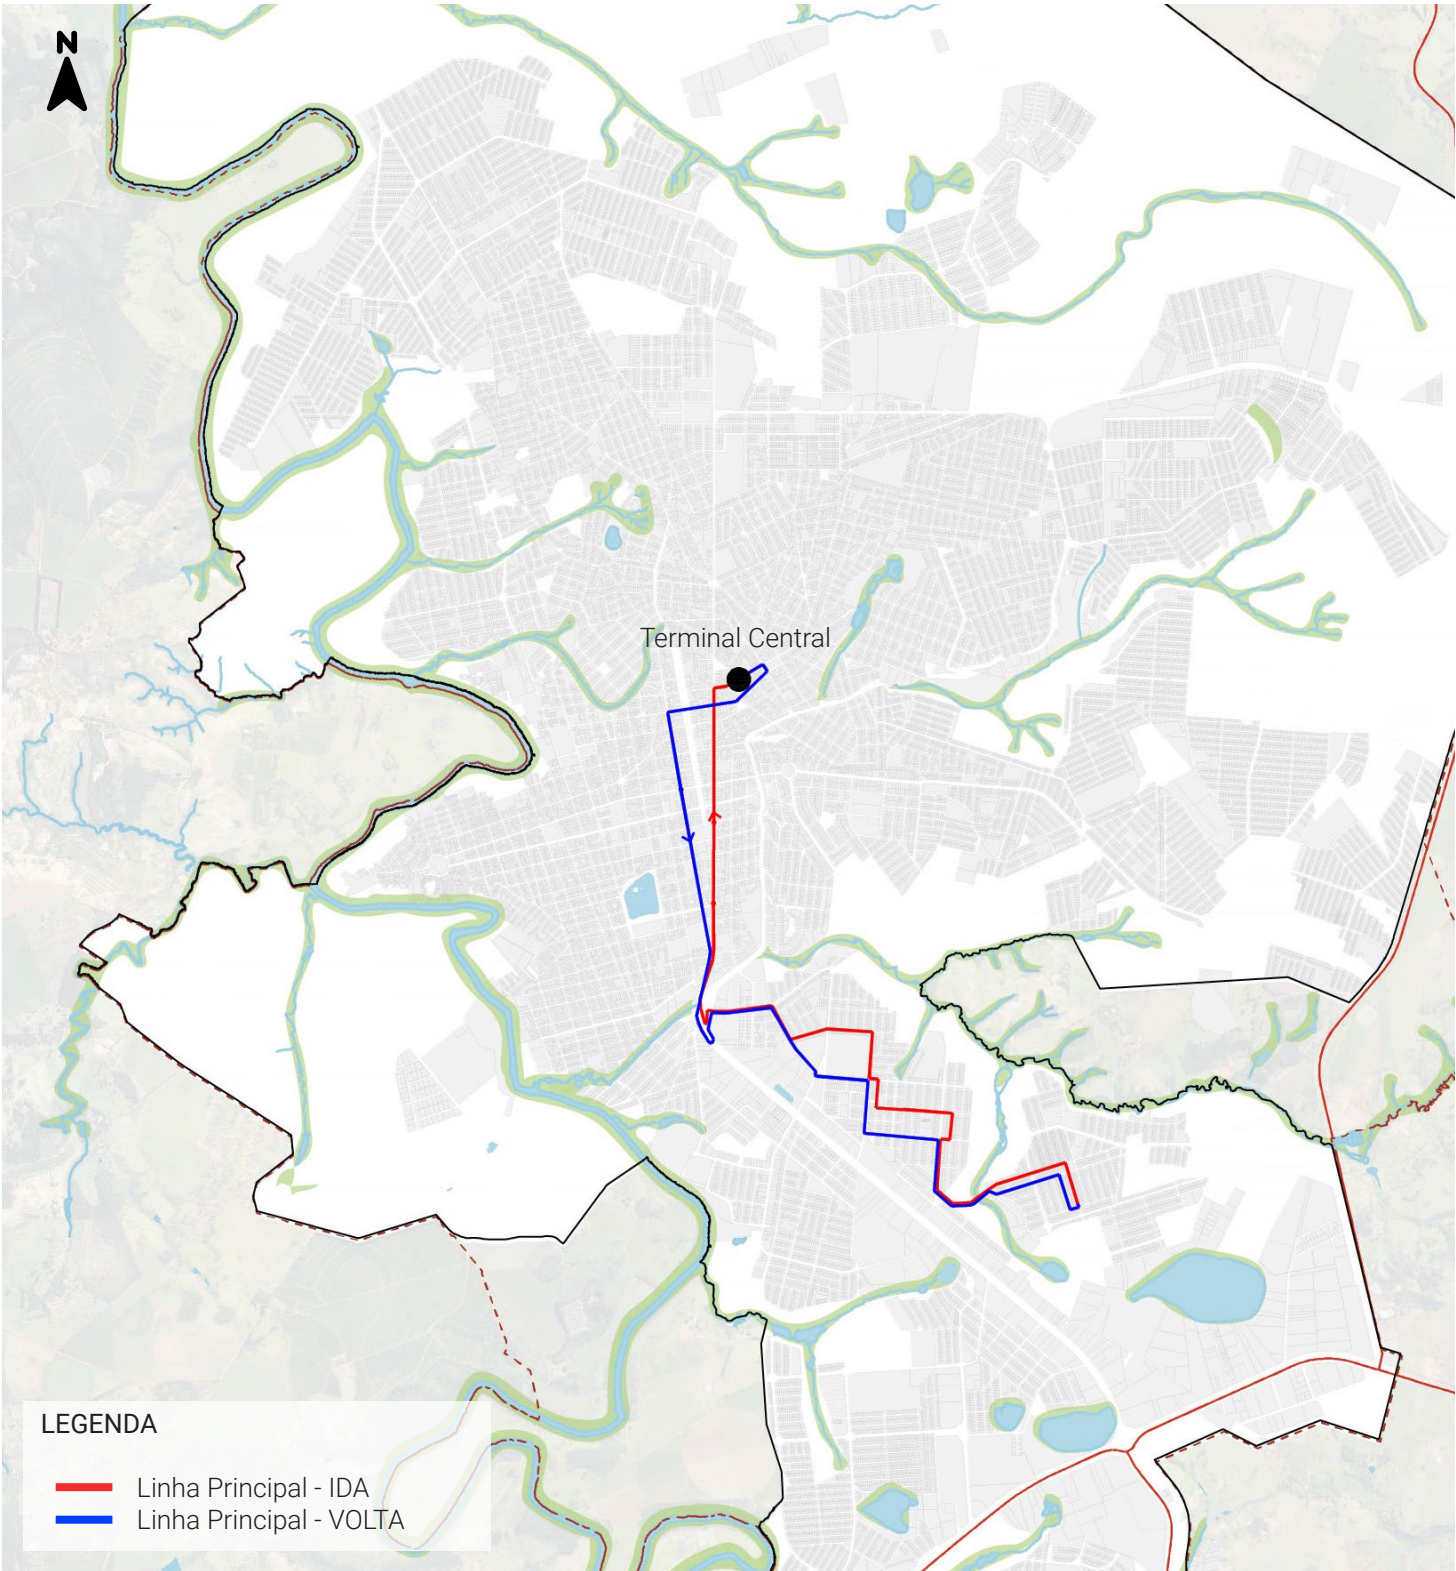 N
Terminal Central
LEGENDA
Linha Principal - IDA
Linha Principal - VOLTA